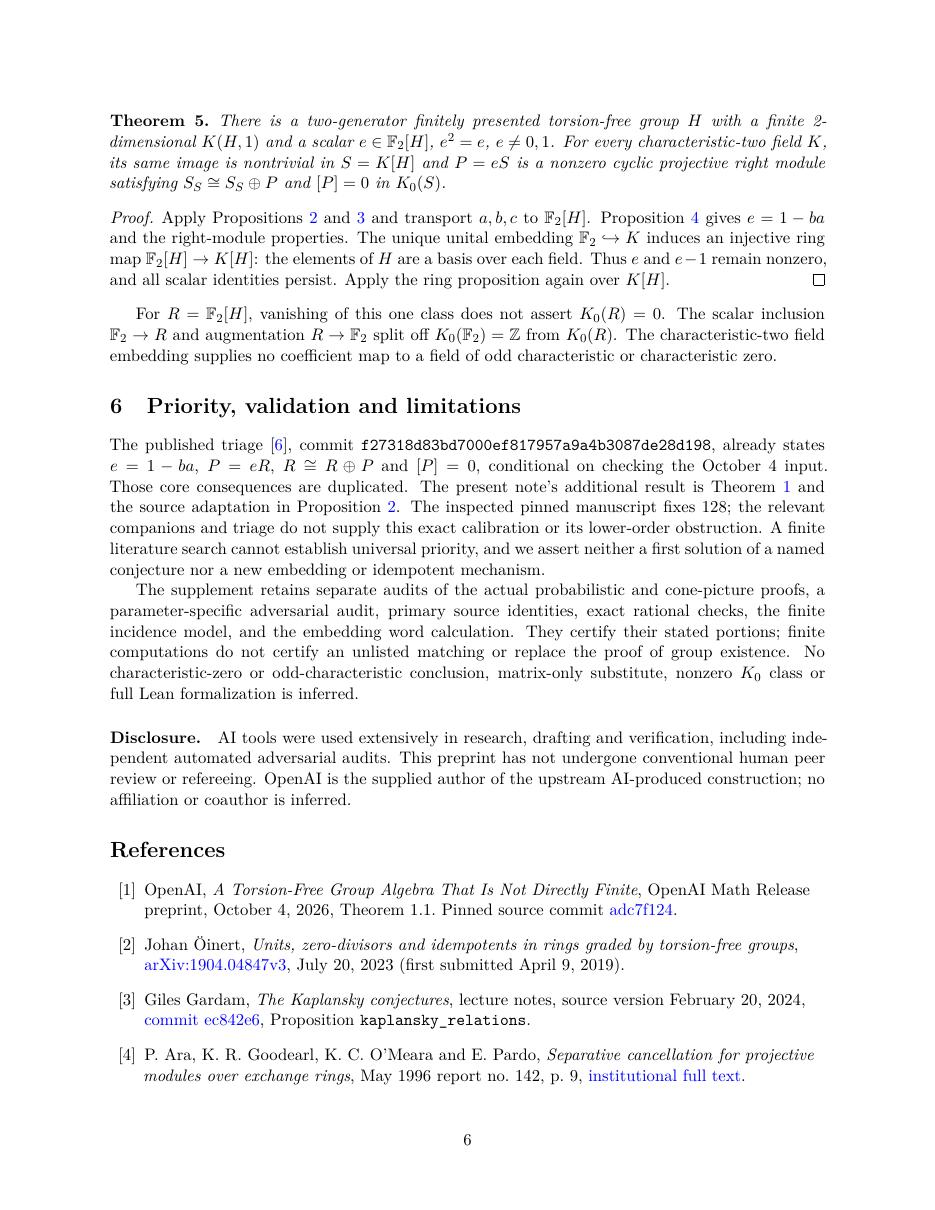 Theorem 5. There is a two-generator finitely presented torsion-free group H with a finite 2-
dimensional K(H, 1) and a scalar e ∈ 𝔽₂[H], e² = e, e ≠ 0, 1. For every characteristic-two field K,
its same image is nontrivial in S = K[H] and P = eS is a nonzero cyclic projective right module
satisfying S_S ≅ S_S ⊕ P and [P] = 0 in K₀(S).
Proof. Apply Propositions 2 and 3 and transport a, b, c to 𝔽₂[H]. Proposition 4 gives e = 1 − ba
and the right-module properties. The unique unital embedding 𝔽₂ ↪ K induces an injective ring
map 𝔽₂[H] → K[H]: the elements of H are a basis over each field. Thus e and e−1 remain nonzero,
and all scalar identities persist. Apply the ring proposition again over K[H]. □
For R = 𝔽₂[H], vanishing of this one class does not assert K₀(R) = 0. The scalar inclusion
𝔽₂ → R and augmentation R → 𝔽₂ split off K₀(𝔽₂) = ℤ from K₀(R). The characteristic-two field
embedding supplies no coefficient map to a field of odd characteristic or characteristic zero.
6 Priority, validation and limitations
The published triage [6], commit f27318d83bd7000ef817957a9a4b3087de28d198, already states
e = 1 − ba, P = eR, R ≅ R ⊕ P and [P] = 0, conditional on checking the October 4 input.
Those core consequences are duplicated. The present note's additional result is Theorem 1 and
the source adaptation in Proposition 2. The inspected pinned manuscript fixes 128; the relevant
companions and triage do not supply this exact calibration or its lower-order obstruction. A finite
literature search cannot establish universal priority, and we assert neither a first solution of a named
conjecture nor a new embedding or idempotent mechanism.
The supplement retains separate audits of the actual probabilistic and cone-picture proofs, a
parameter-specific adversarial audit, primary source identities, exact rational checks, the finite
incidence model, and the embedding word calculation. They certify their stated portions; finite
computations do not certify an unlisted matching or replace the proof of group existence. No
characteristic-zero or odd-characteristic conclusion, matrix-only substitute, nonzero K₀ class or
full Lean formalization is inferred.
Disclosure. AI tools were used extensively in research, drafting and verification, including inde-
pendent automated adversarial audits. This preprint has not undergone conventional human peer
review or refereeing. OpenAI is the supplied author of the upstream AI-produced construction; no
affiliation or coauthor is inferred.
References
[1] OpenAI, A Torsion-Free Group Algebra That Is Not Directly Finite, OpenAI Math Release
preprint, October 4, 2026, Theorem 1.1. Pinned source commit adc7f124.
[2] Johan Öinert, Units, zero-divisors and idempotents in rings graded by torsion-free groups,
arXiv:1904.04847v3, July 20, 2023 (first submitted April 9, 2019).
[3] Giles Gardam, The Kaplansky conjectures, lecture notes, source version February 20, 2024,
commit ec842e6, Proposition kaplansky_relations.
[4] P. Ara, K. R. Goodearl, K. C. O'Meara and E. Pardo, Separative cancellation for projective
modules over exchange rings, May 1996 report no. 142, p. 9, institutional full text.
6